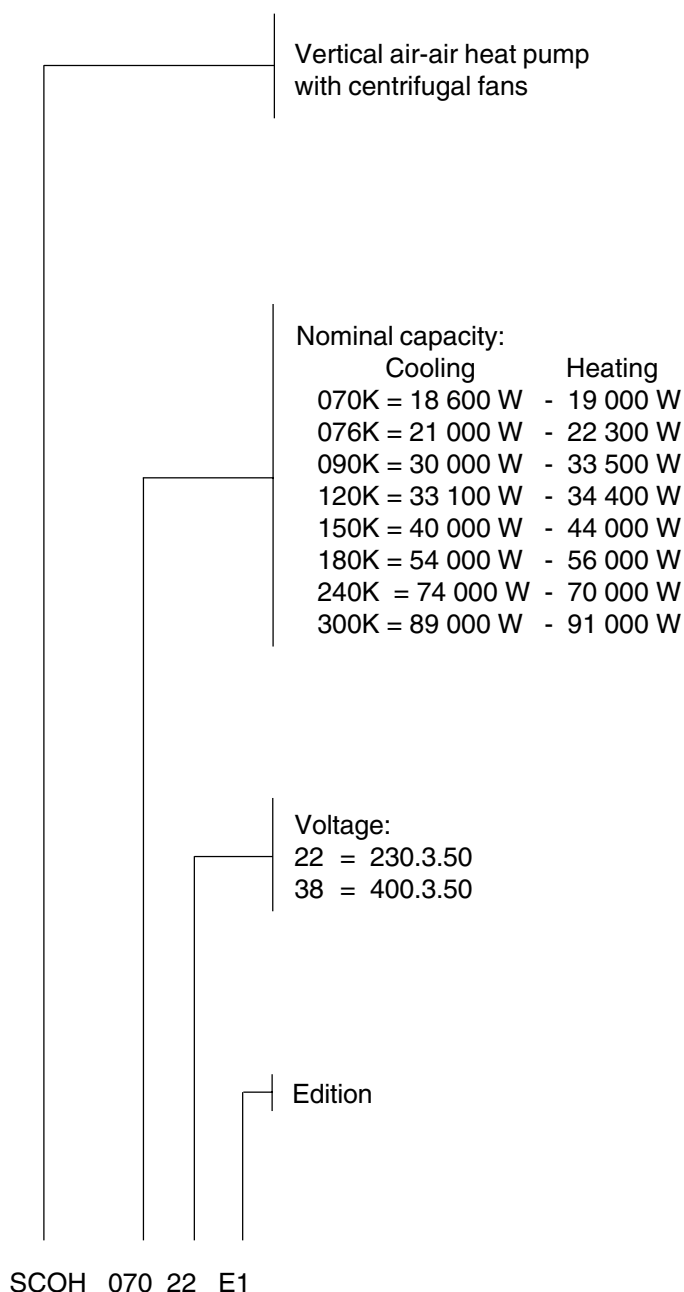 Vertical air-air heat pump
with centrifugal fans
Nominal capacity:
Cooling Heating
070K = 18 600 W - 19 000 W
076K = 21 000 W - 22 300 W
090K = 30 000 W - 33 500 W
120K = 33 100 W - 34 400 W
150K = 40 000 W - 44 000 W
180K = 54 000 W - 56 000 W
240K = 74 000 W - 70 000 W
300K = 89 000 W - 91 000 W
Voltage:
22 = 230.3.50
38 = 400.3.50
Edition
SCOH 070 22 E1